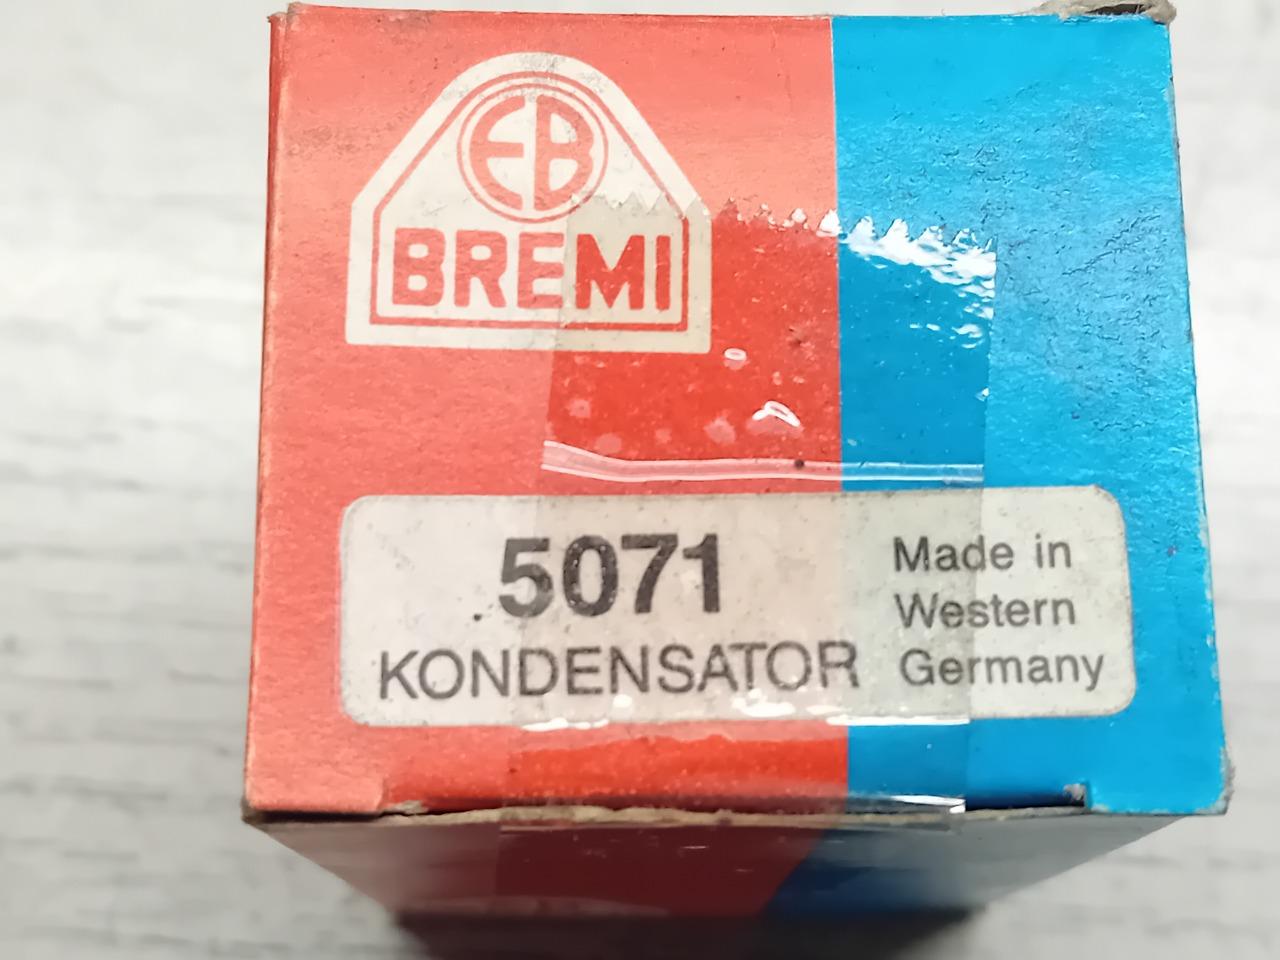 EB
BREMI
5071
KONDENSATOR
Made in
Western
Germany